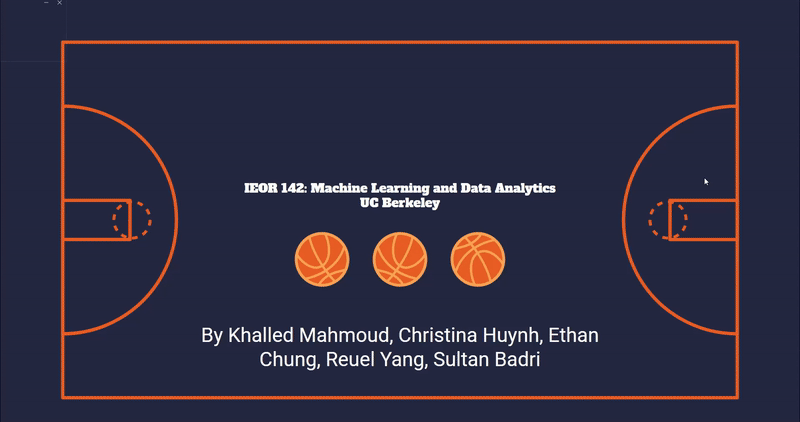 IEOR 142: Machine Learning and Data Analytics
UC Berkeley
By Khalled Mahmoud, Christina Huynh, Ethan
Chung, Reuel Yang, Sultan Badri